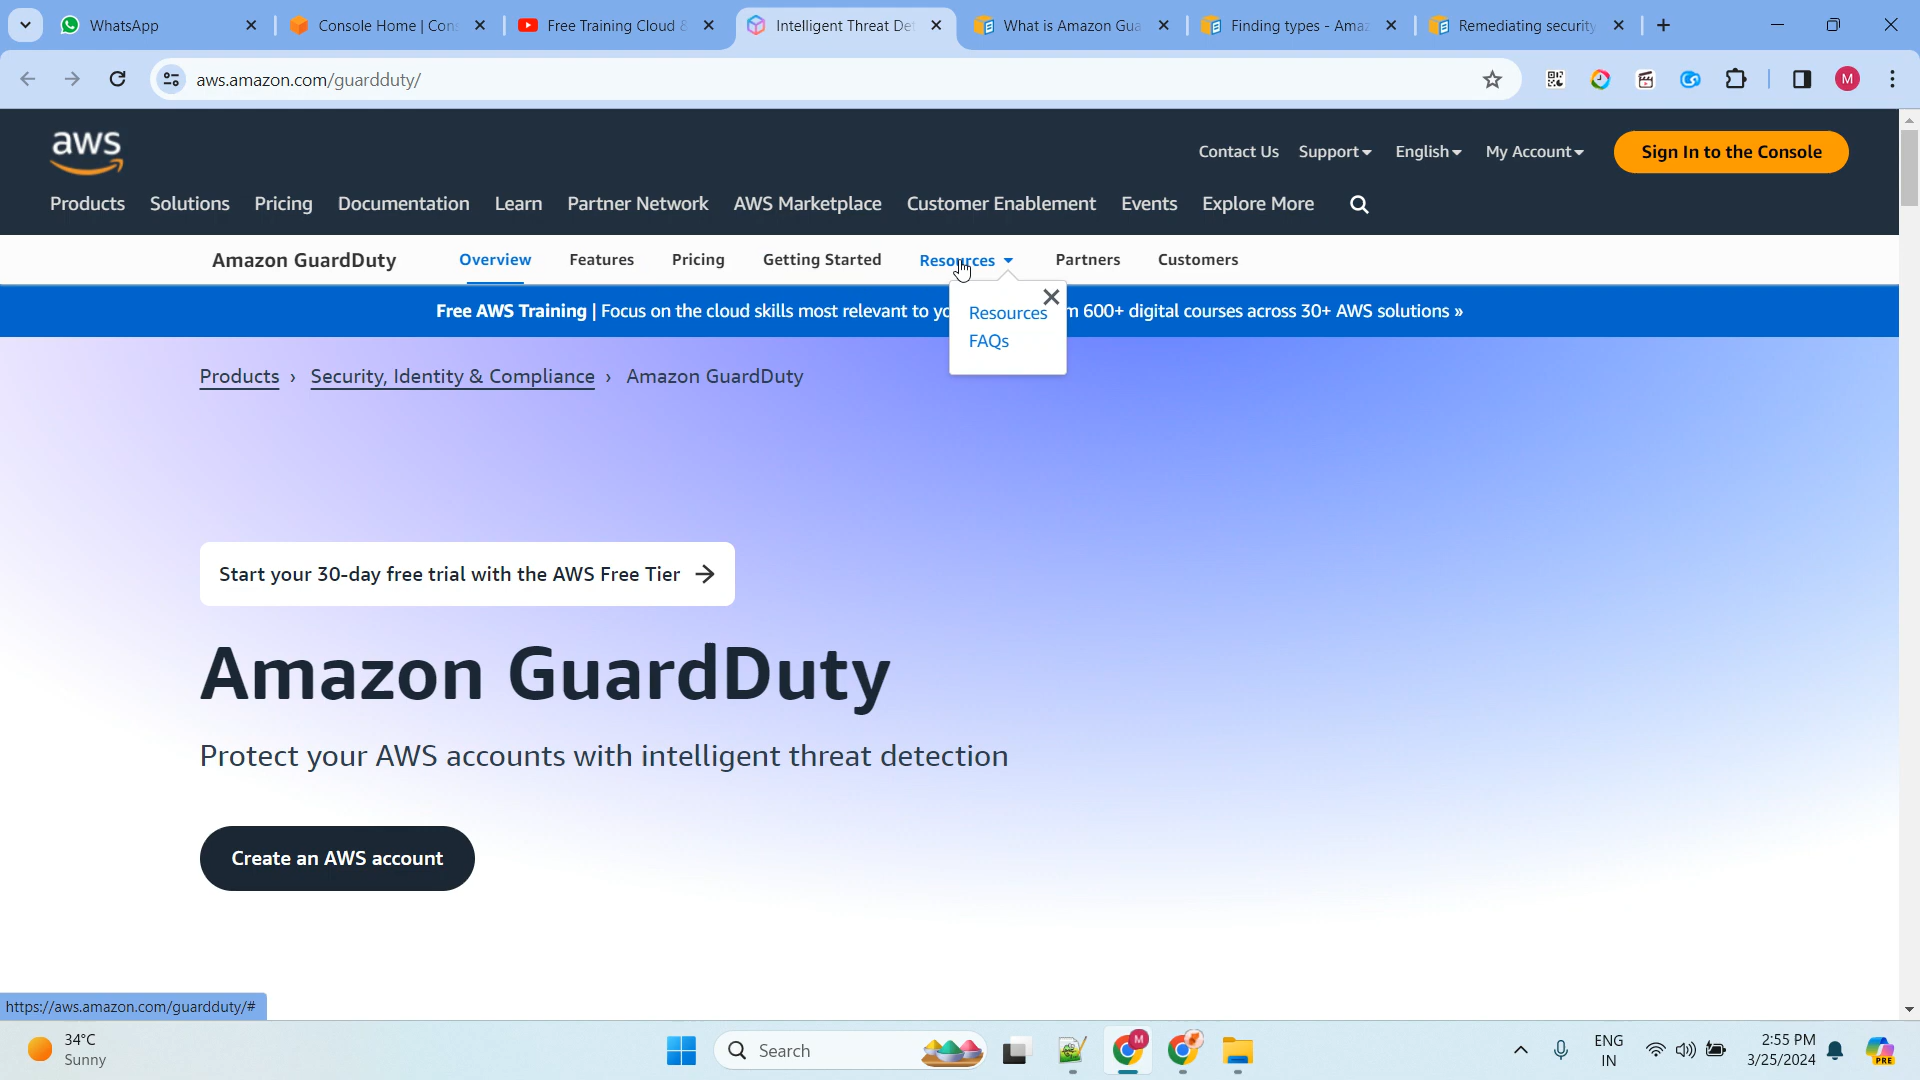 WhatsApp
Console Home | Con
Free Training Cloud &
Intelligent Threat De
What is Amazon Gua
Finding types - Amaz
Remediating security
aws.amazon.com/guardduty/
M
aws
Contact Us Support English My Account Sign In to the Console
Products Solutions Pricing Documentation Learn Partner Network AWS Marketplace Customer Enablement Events Explore More
Amazon GuardDuty Overview Features Pricing Getting Started Resources Partners Customers
Free AWS Training | Focus on the cloud skills most relevant to 600+ digital courses across 30+ AWS solutions »
Resources
FAQs
Products › Security, Identity & Compliance › Amazon GuardDuty
Start your 30-day free trial with the AWS Free Tier →
Amazon GuardDuty
Protect your AWS accounts with intelligent threat detection
Create an AWS account
https://aws.amazon.com/guardduty/#
34°C
Sunny
Search
M
ENG
IN
2:55 PM
3/25/2024
PRE